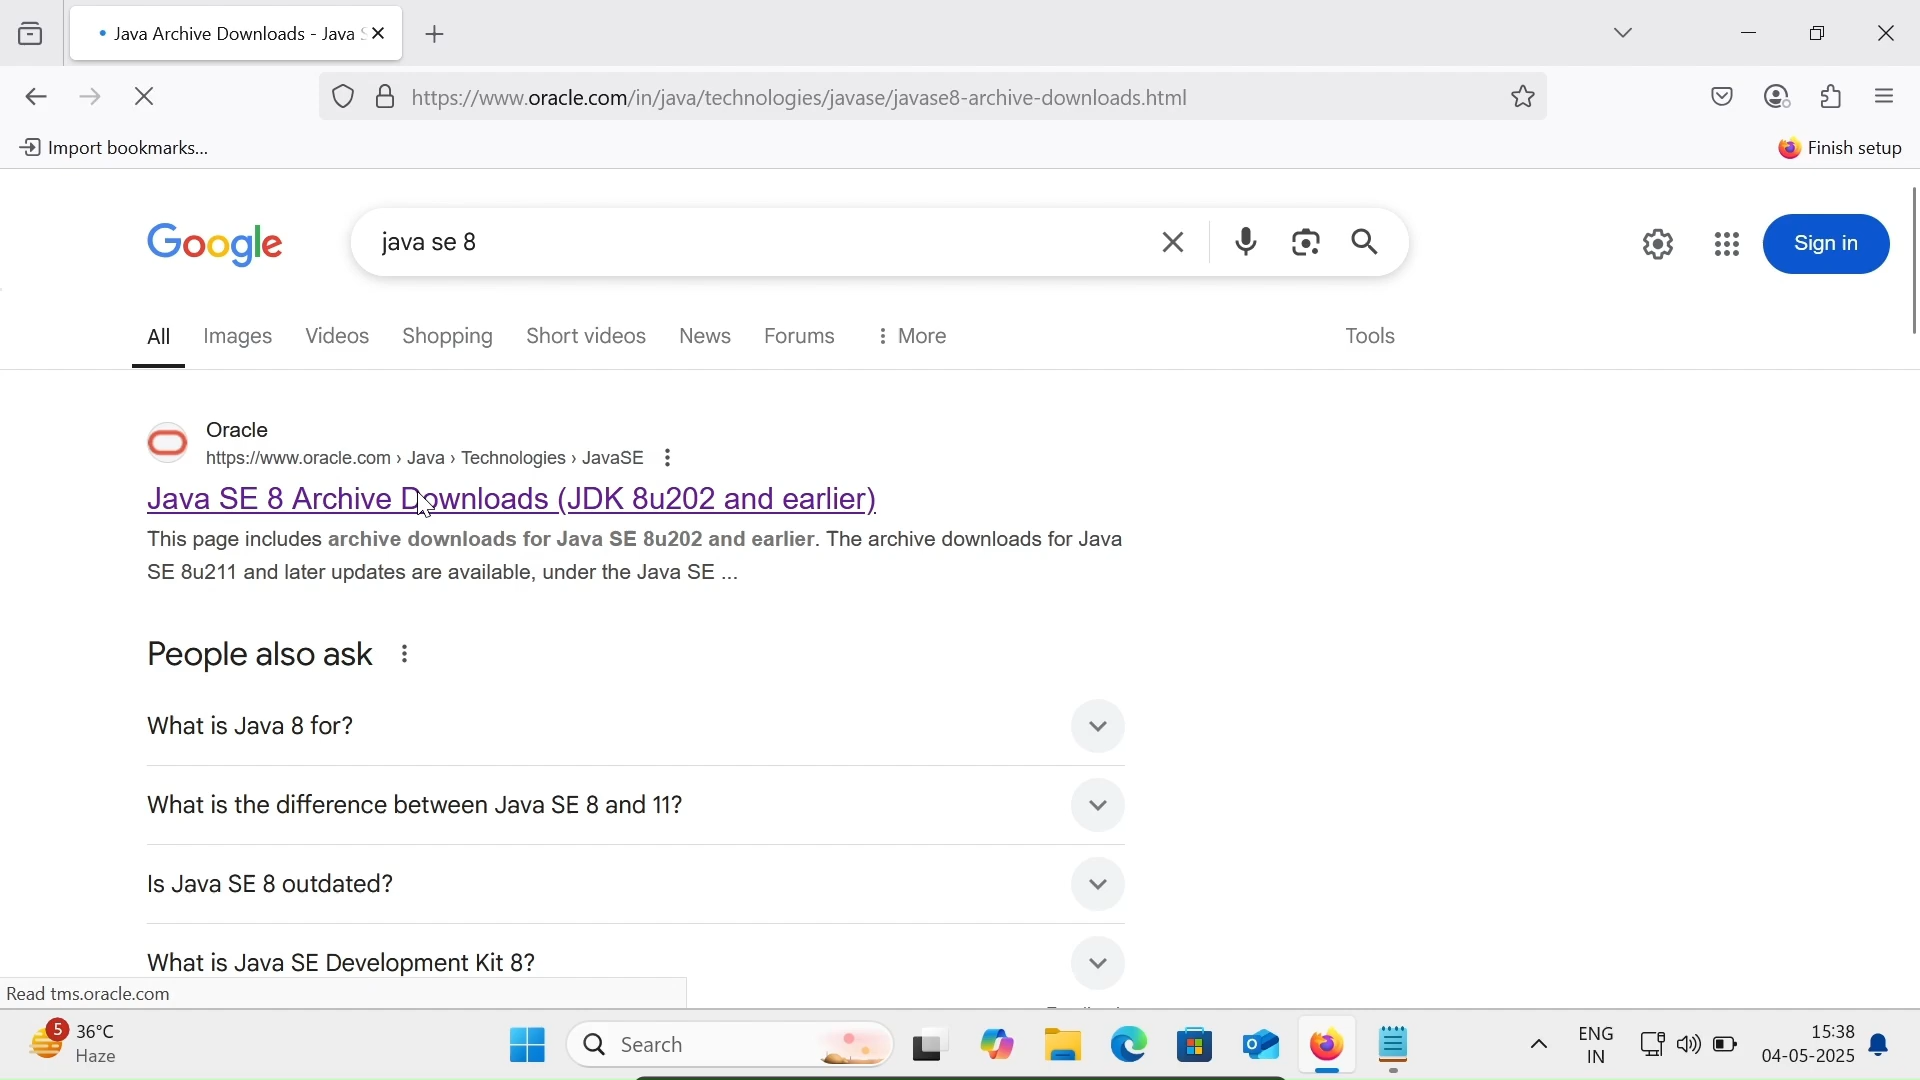 Java Archive Downloads - Java S
https://www.oracle.com/in/java/technologies/javase/javase8-archive-downloads.html
Import bookmarks...
Finish setup
Google
java se 8
Sign in
All
Images
Videos
Shopping
Short videos
News
Forums
More
Tools
Oracle
https://www.oracle.com › Java › Technologies › JavaSE
Java SE 8 Archive Downloads (JDK 8u202 and earlier)
This page includes archive downloads for Java SE 8u202 and earlier. The archive downloads for Java
SE 8u211 and later updates are available, under the Java SE ...
People also ask
What is Java 8 for?
What is the difference between Java SE 8 and 11?
Is Java SE 8 outdated?
What is Java SE Development Kit 8?
Read tms.oracle.com
5
36°C
Haze
Search
ENG
IN
15:38
04-05-2025